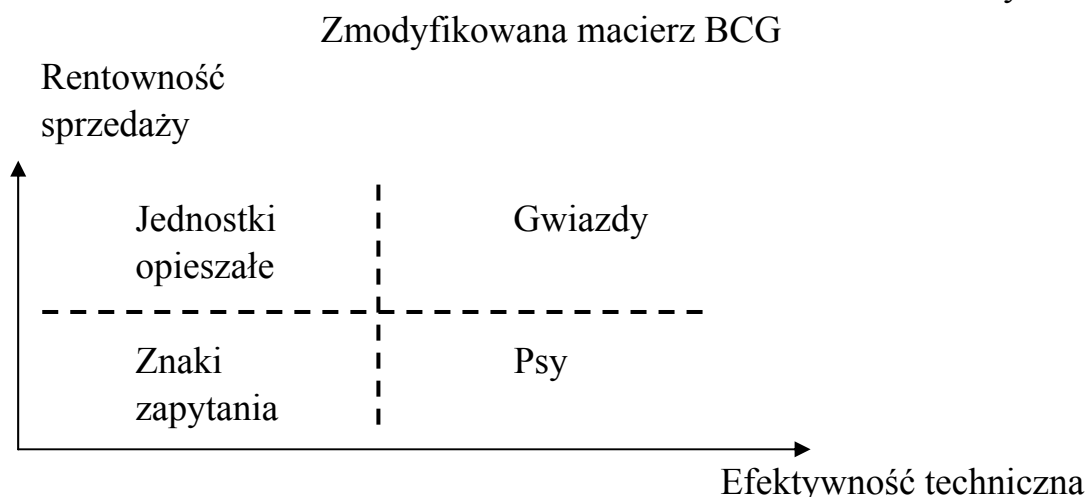 Zmodyfikowana macierz BCG
Rentowność
sprzedaży
Jednostki
opieszałe
Gwiazdy
Znaki
zapytania
Psy
Efektywność techniczna